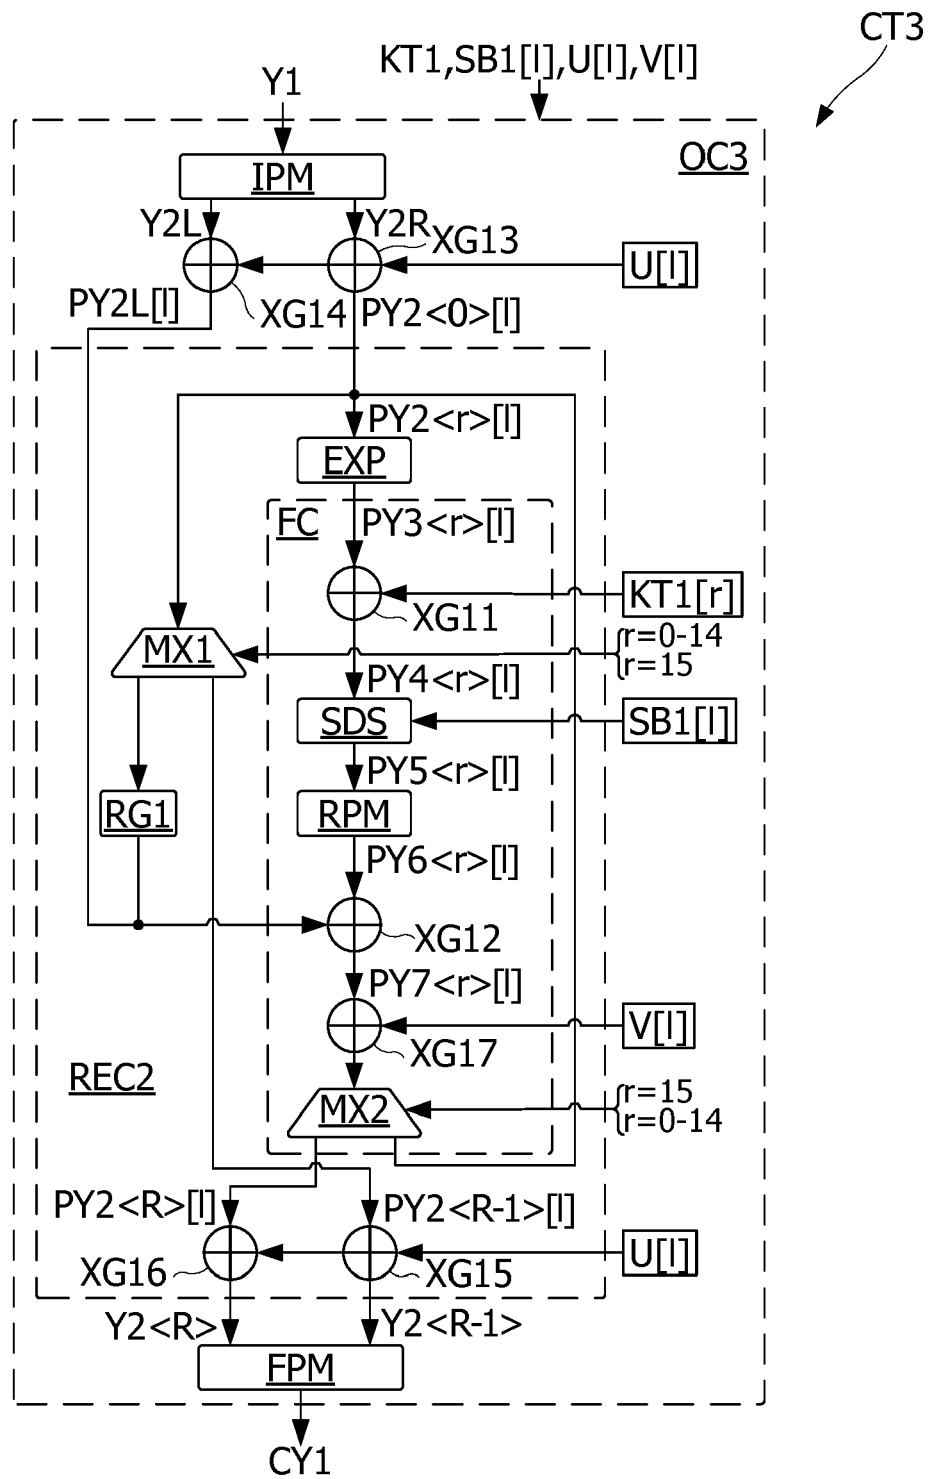 CT3
KT1,SB1[l],U[l],V[l]
Y1
OC3
IPM
Y2L
Y2R
XG13
U[l]
PY2L[l]
XG14
PY2<0>[l]
PY2<r>[l]
EXP
FC
PY3<r>[l]
KT1[r]
XG11
MX1
r=0-14
r=15
PY4<r>[l]
SDS
SB1[l]
PY5<r>[l]
RG1
RPM
PY6<r>[l]
XG12
PY7<r>[l]
V[l]
XG17
REC2
MX2
r=15
r=0-14
PY2<R>[l]
PY2<R-1>[l]
XG16
XG15
U[l]
Y2<R>
Y2<R-1>
FPM
CY1